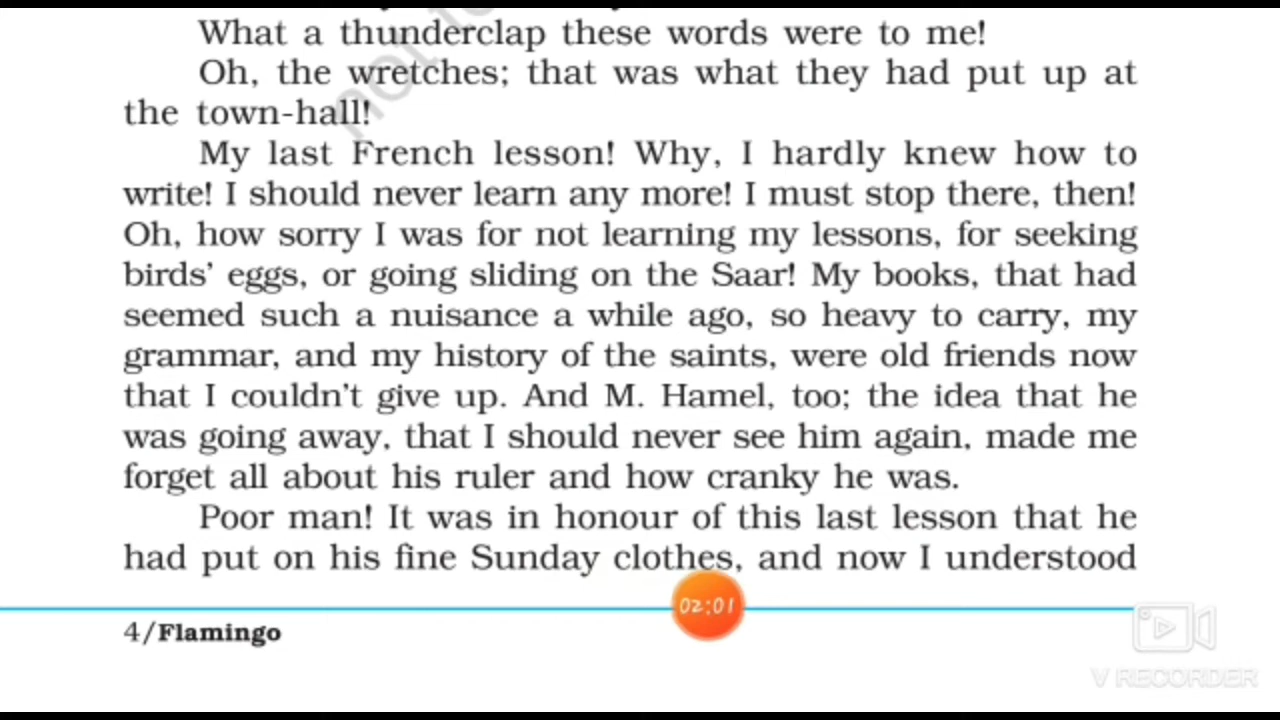 What a thunderclap these words were to me!
Oh, the wretches; that was what they had put up at
the town-hall!
My last French lesson! Why, I hardly knew how to
write! I should never learn any more! I must stop there, then!
Oh, how sorry I was for not learning my lessons, for seeking
birds' eggs, or going sliding on the Saar! My books, that had
seemed such a nuisance a while ago, so heavy to carry, my
grammar, and my history of the saints, were old friends now
that I couldn't give up. And M. Hamel, too; the idea that he
was going away, that I should never see him again, made me
forget all about his ruler and how cranky he was.
Poor man! It was in honour of this last lesson that he
had put on his fine Sunday clothes, and now I understood
02:01
4/Flamingo
V RECORDER